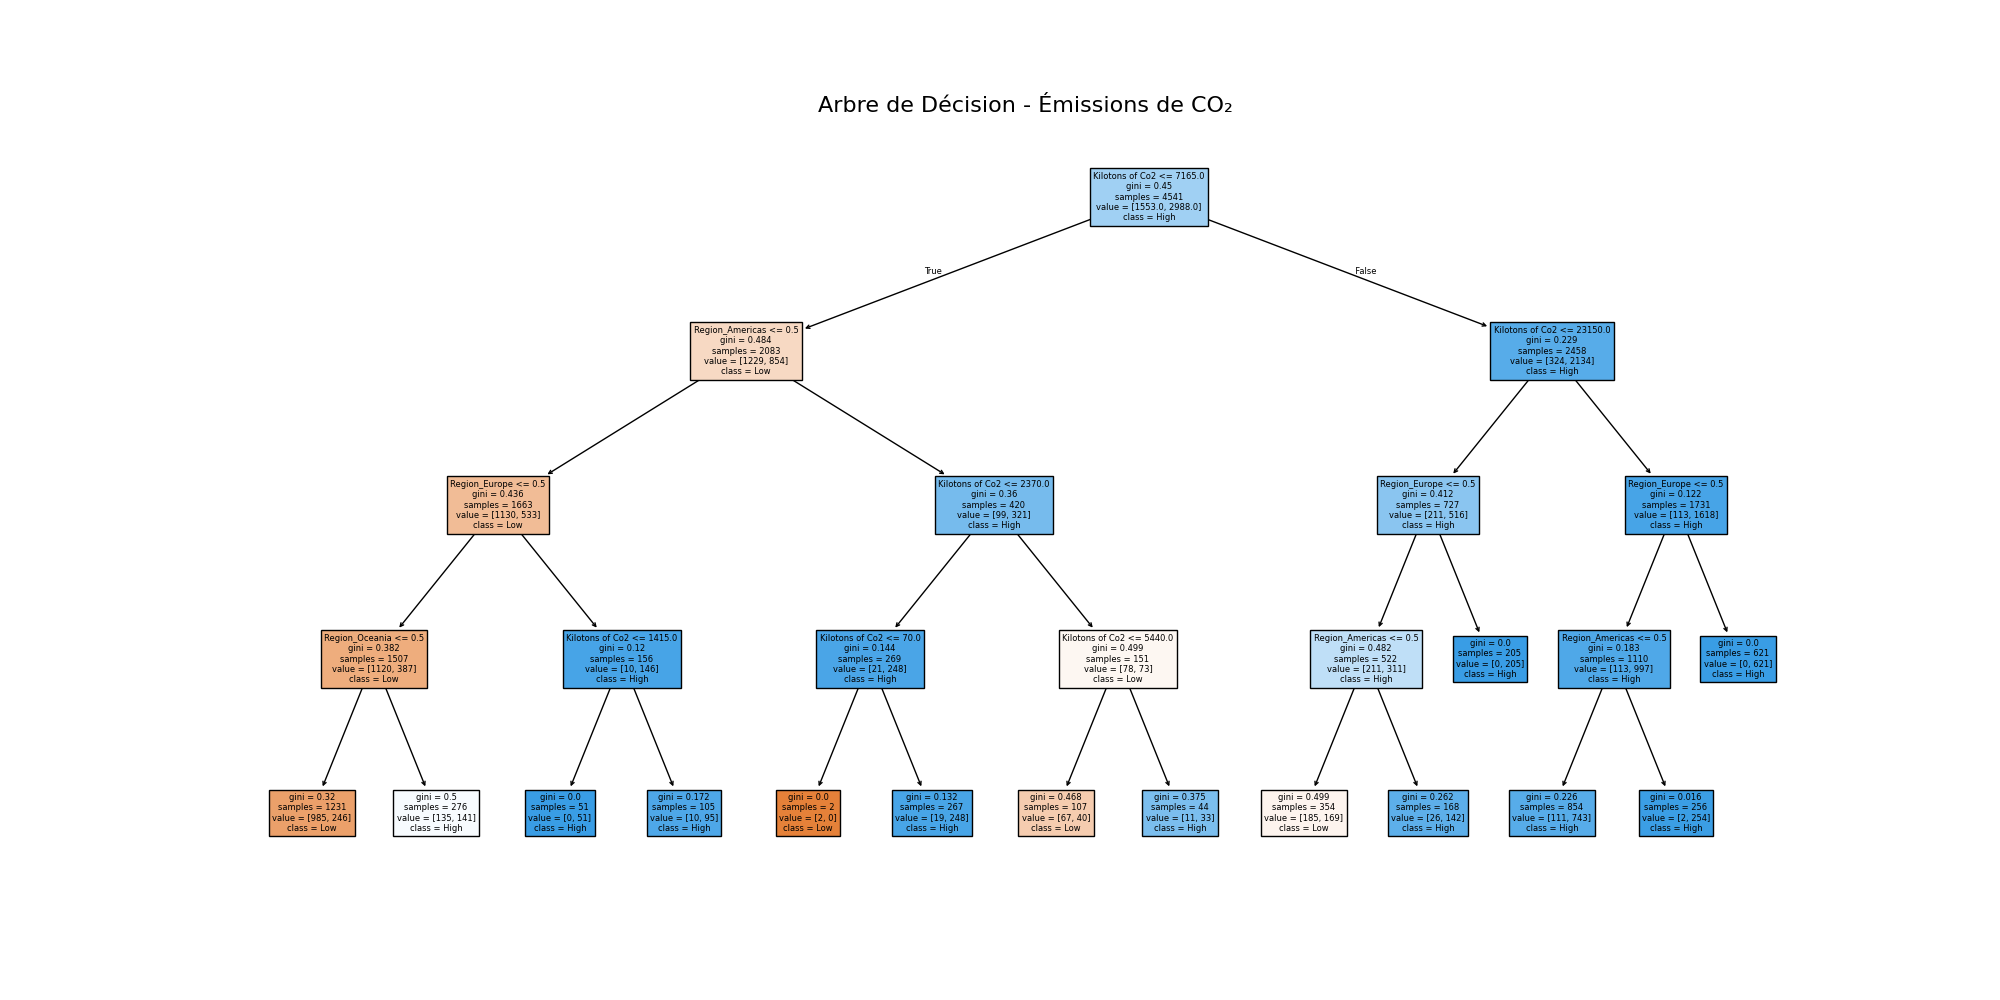 Arbre de Décision - Émissions de CO₂
Kilotons of Co2 <= 7165.0
gini = 0.45
samples = 4541
value = [1553.0, 2988.0]
class = High
True
False
Region_Americas <= 0.5
gini = 0.484
samples = 2083
value = [1229, 854]
class = Low
Kilotons of Co2 <= 23150.0
gini = 0.229
samples = 2458
value = [324, 2134]
class = High
Region_Europe <= 0.5
gini = 0.436
samples = 1663
value = [1130, 533]
class = Low
Kilotons of Co2 <= 2370.0
gini = 0.36
samples = 420
value = [99, 321]
class = High
Region_Europe <= 0.5
gini = 0.412
samples = 727
value = [211, 516]
class = High
Region_Europe <= 0.5
gini = 0.122
samples = 1731
value = [113, 1618]
class = High
Region_Oceania <= 0.5
gini = 0.382
samples = 1507
value = [1120, 387]
class = Low
Kilotons of Co2 <= 1415.0
gini = 0.12
samples = 156
value = [10, 146]
class = High
Kilotons of Co2 <= 70.0
gini = 0.144
samples = 269
value = [21, 248]
class = High
Kilotons of Co2 <= 5440.0
gini = 0.499
samples = 151
value = [78, 73]
class = Low
Region_Americas <= 0.5
gini = 0.482
samples = 522
value = [211, 311]
class = High
gini = 0.0
samples = 205
value = [0, 205]
class = High
Region_Americas <= 0.5
gini = 0.183
samples = 1110
value = [113, 997]
class = High
gini = 0.0
samples = 621
value = [0, 621]
class = High
gini = 0.32
samples = 1231
value = [985, 246]
class = Low
gini = 0.5
samples = 276
value = [135, 141]
class = High
gini = 0.0
samples = 51
value = [0, 51]
class = High
gini = 0.172
samples = 105
value = [10, 95]
class = High
gini = 0.0
samples = 2
value = [2, 0]
class = Low
gini = 0.132
samples = 267
value = [19, 248]
class = High
gini = 0.468
samples = 107
value = [67, 40]
class = Low
gini = 0.375
samples = 44
value = [11, 33]
class = High
gini = 0.499
samples = 354
value = [185, 169]
class = Low
gini = 0.262
samples = 168
value = [26, 142]
class = High
gini = 0.226
samples = 854
value = [111, 743]
class = High
gini = 0.016
samples = 256
value = [2, 254]
class = High